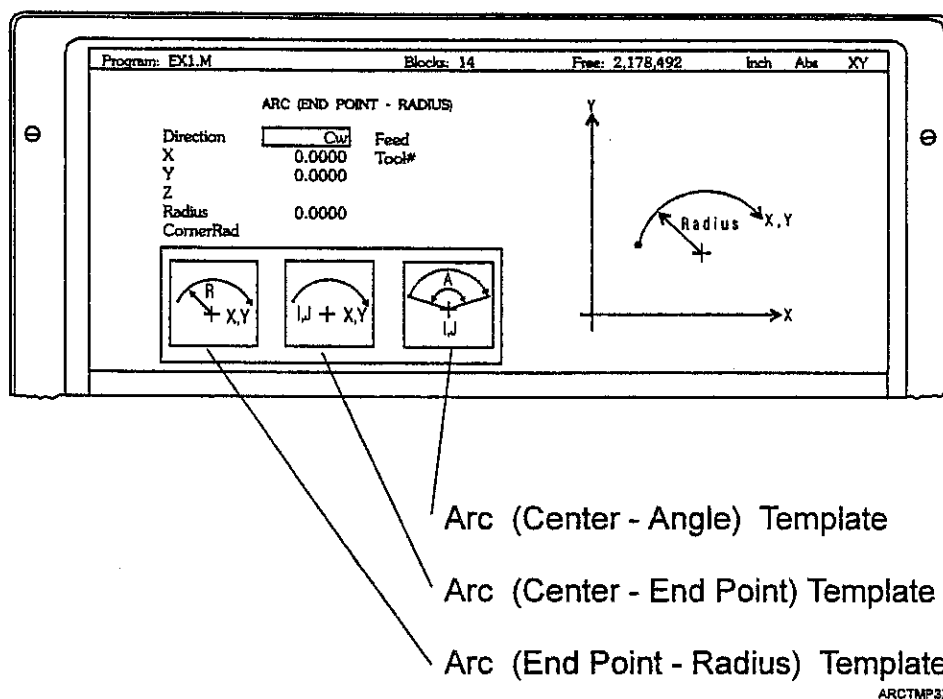 Program: EX1.M Blocks: 14 Free: 2,178,492 Inch Abs XY
ARC (END POINT - RADIUS)
Direction Cw Feed
X 0.0000 Tool#
Y 0.0000
Z
Radius 0.0000
CornerRad
R
X,Y
I,J X,Y
A
I,J
Y
Radius
X,Y
X
Arc (Center - Angle) Template
Arc (Center - End Point) Template
Arc (End Point - Radius) Template